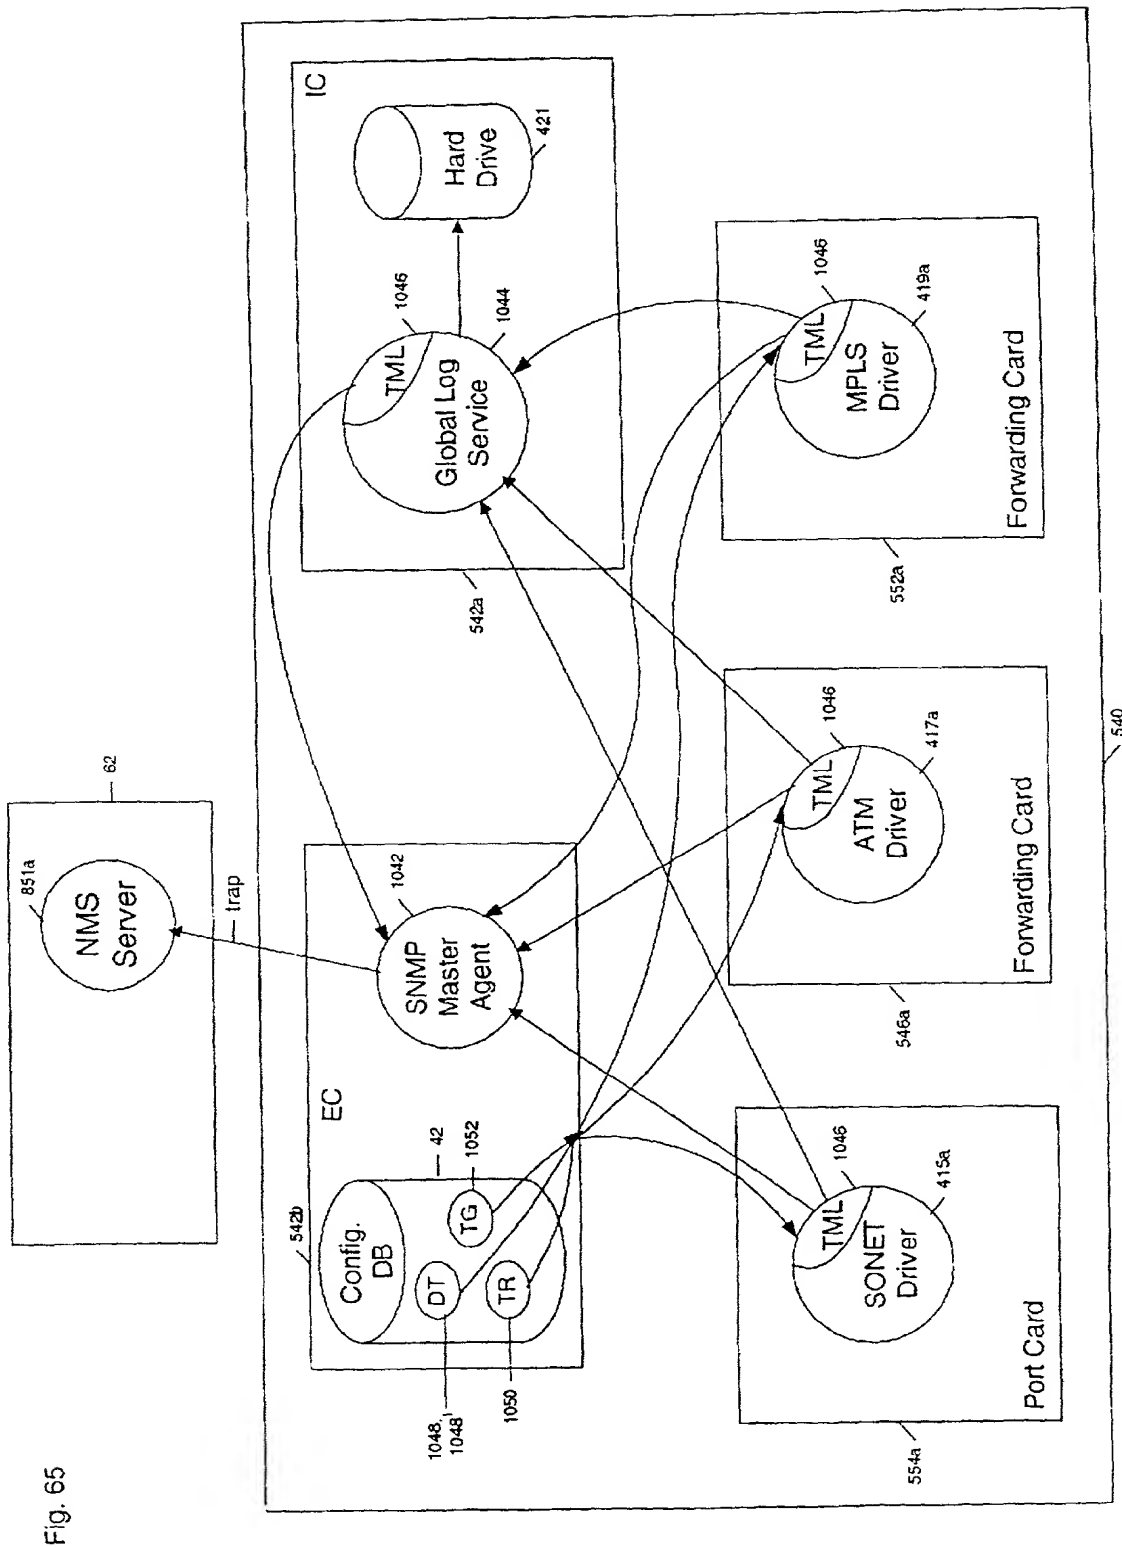 Fig. 65
62
851a
NMS
Server
trap
540
542b
EC
Config.
DB
42
DT
TG
1052
TR
1048,
1048'
1050
1042
SNMP
Master
Agent
542a
IC
1046
TML
Global Log
Service
1044
Hard
Drive
421
554a
Port Card
TML
SONET
Driver
1046
415a
546a
Forwarding Card
TML
ATM
Driver
1046
417a
552a
Forwarding Card
TML
MPLS
Driver
1046
419a